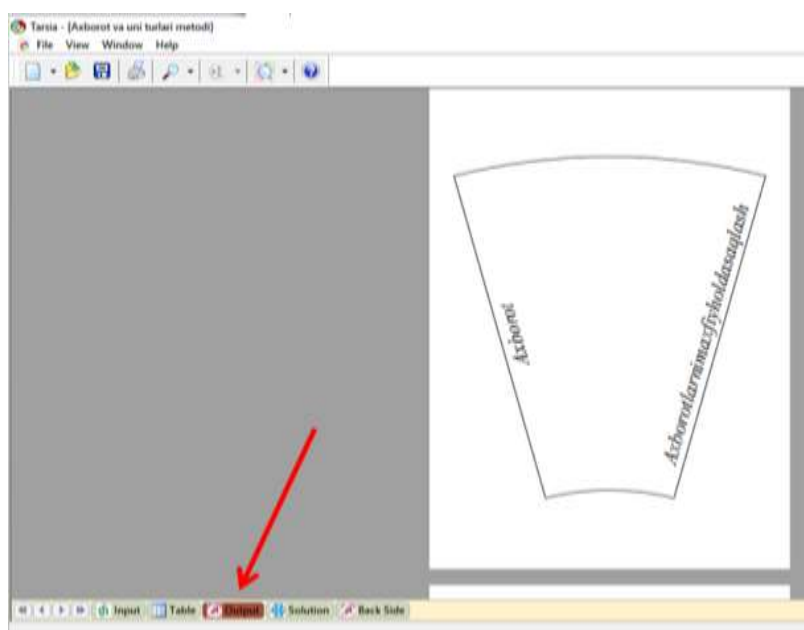 Tarsia - (Axborot va uni turlari metodi)
File View Window Help
Axborot
Axborotlarnimaxfiyholdasaqlash
Input Table Output Solution Back Side